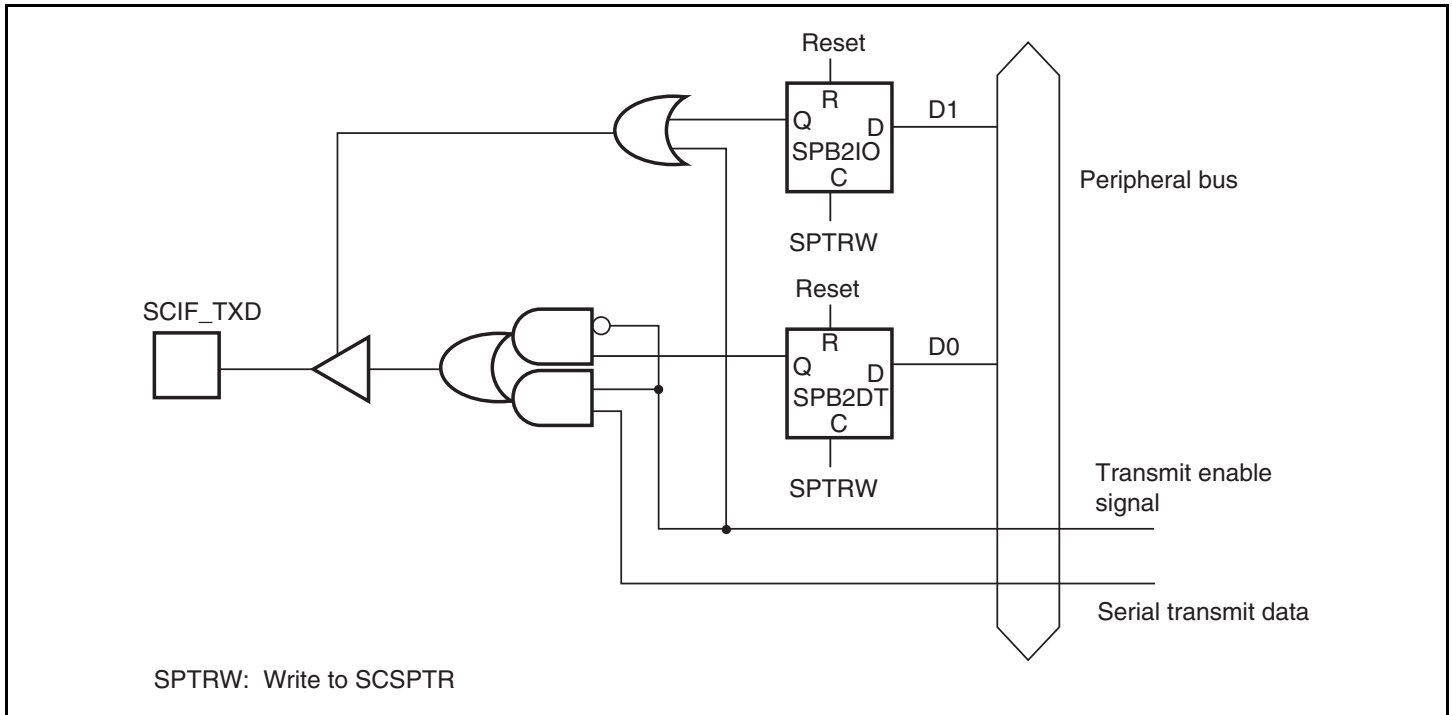 Reset
R
Q
D
SPB2IO
C
D1
SPTRW
Peripheral bus
Reset
R
Q
D
SPB2DT
C
D0
SPTRW
SCIF_TXD
Transmit enable
signal
Serial transmit data
SPTRW: Write to SCSPTR